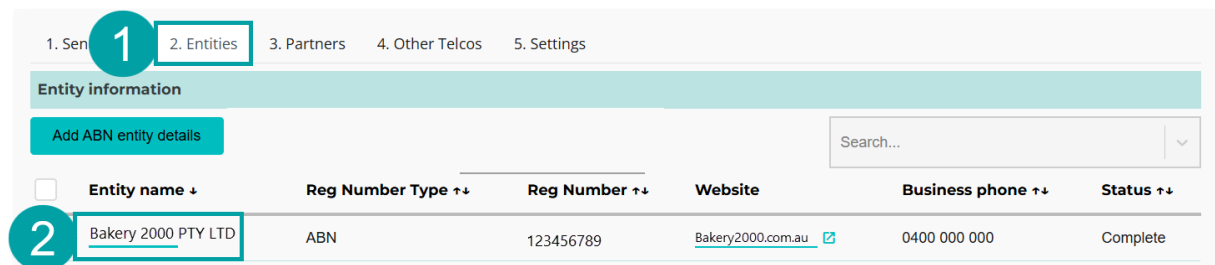 1. Sen 1 2. Entities 3. Partners 4. Other Telcos 5. Settings
Entity information
Add ABN entity details
Search...
Entity name ↓ Reg Number Type ↑↓ Reg Number ↑↓ Website Business phone ↑↓ Status ↑↓
2 Bakery 2000 PTY LTD ABN 123456789 Bakery2000.com.au 0400 000 000 Complete